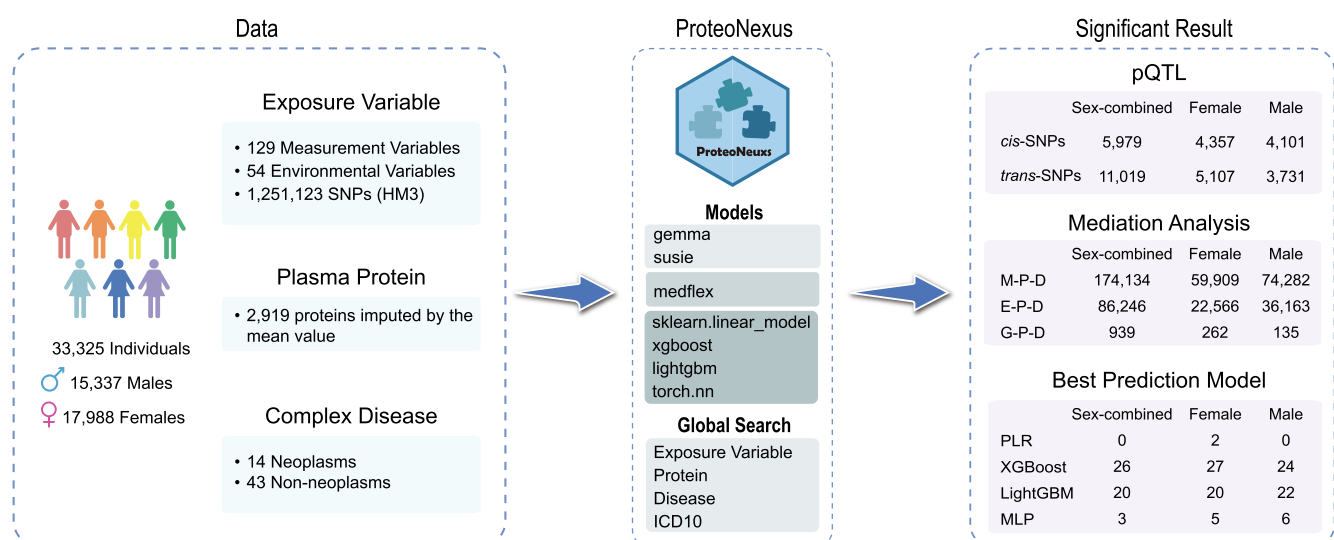 Data
Exposure Variable
• 129 Measurement Variables
• 54 Environmental Variables
• 1,251,123 SNPs (HM3)
Plasma Protein
• 2,919 proteins imputed by the
mean value
33,325 Individuals
15,337 Males
17,988 Females
Complex Disease
• 14 Neoplasms
• 43 Non-neoplasms
ProteoNexus
ProteoNeuxs
Models
gemma
susie
medflex
sklearn.linear_model
xgboost
lightgbm
torch.nn
Global Search
Exposure Variable
Protein
Disease
ICD10
Significant Result
pQTL
Sex-combined Female Male
cis-SNPs 5,979 4,357 4,101
trans-SNPs 11,019 5,107 3,731
Mediation Analysis
Sex-combined Female Male
M-P-D 174,134 59,909 74,282
E-P-D 86,246 22,566 36,163
G-P-D 939 262 135
Best Prediction Model
Sex-combined Female Male
PLR 0 2 0
XGBoost 26 27 24
LightGBM 20 20 22
MLP 3 5 6